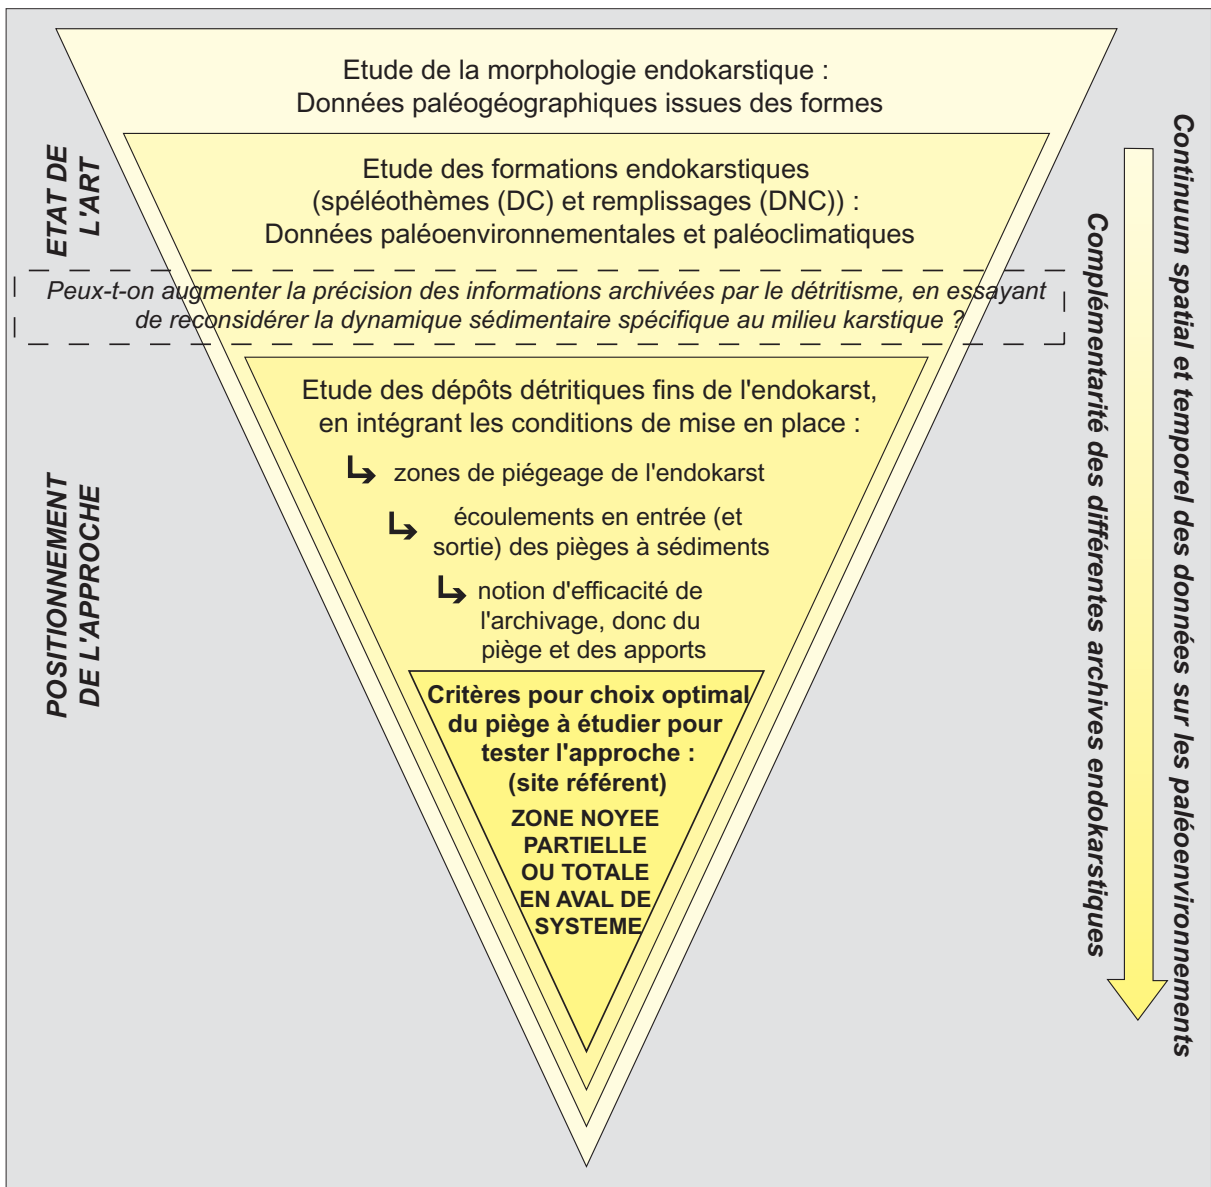 Etude de la morphologie endokarstique :
Données paléogéographiques issues des formes
ETAT DE
L'ART
Etude des formations endokarstiques
(spéléothèmes (DC) et remplissages (DNC)) :
Données paléoenvironnementales et paléoclimatiques
Peux-t-on augmenter la précision des informations archivées par le détritisme, en essayant
de reconsidérer la dynamique sédimentaire spécifique au milieu karstique ?
POSITIONNEMENT
DE L'APPROCHE
Etude des dépôts détritiques fins de l'endokarst,
en intégrant les conditions de mise en place :
zones de piégeage de l'endokarst
écoulements en entrée (et
sortie) des pièges à sédiments
notion d'efficacité de
l'archivage, donc du
piège et des apports
Critères pour choix optimal
du piège à étudier pour
tester l'approche :
(site référent)
ZONE NOYEE
PARTIELLE
OU TOTALE
EN AVAL DE
SYSTEME
Continuum spatial et temporel des données sur les paléoenvironnements
Complémentarité des différentes archives endokarstiques